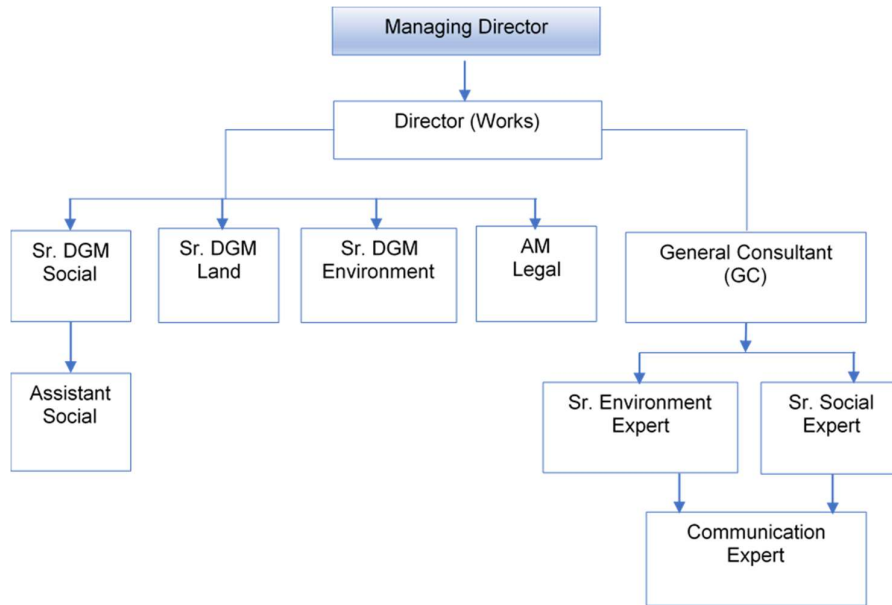 Managing Director
Director (Works)
Sr. DGM
Social
Sr. DGM
Land
Sr. DGM
Environment
AM
Legal
General Consultant
(GC)
Assistant
Social
Sr. Environment
Expert
Sr. Social
Expert
Communication
Expert